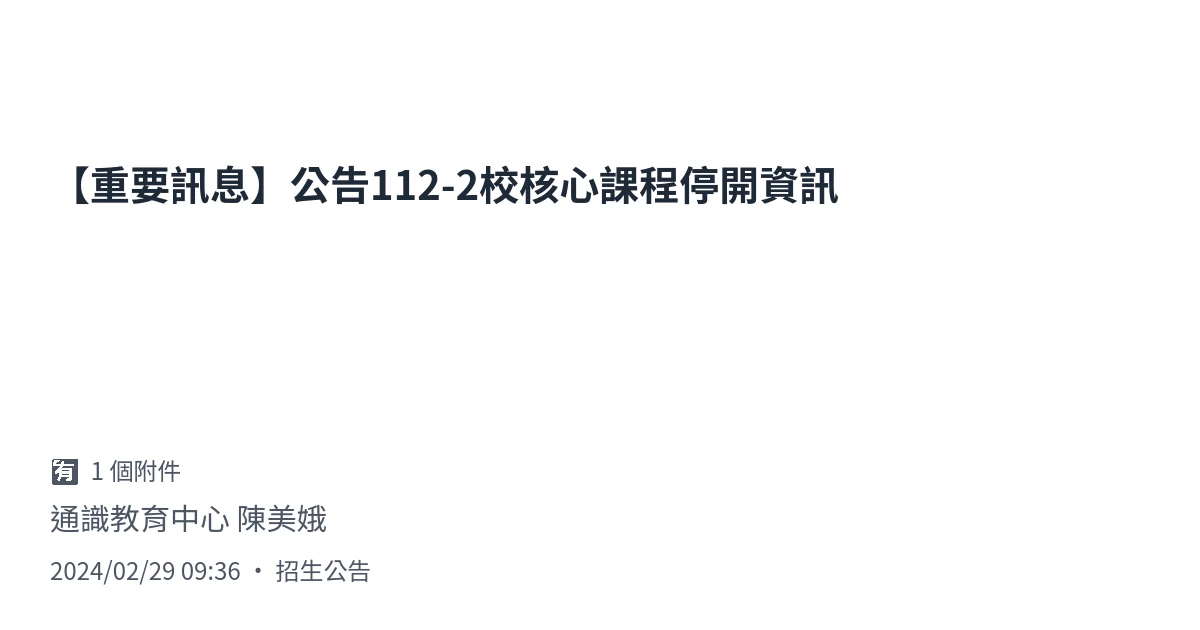 【重要訊息】公告112-2校核心課程停開資訊
🈶 1 個附件
通識教育中心 陳美娥
2024/02/29 09:36 ・ 招生公告